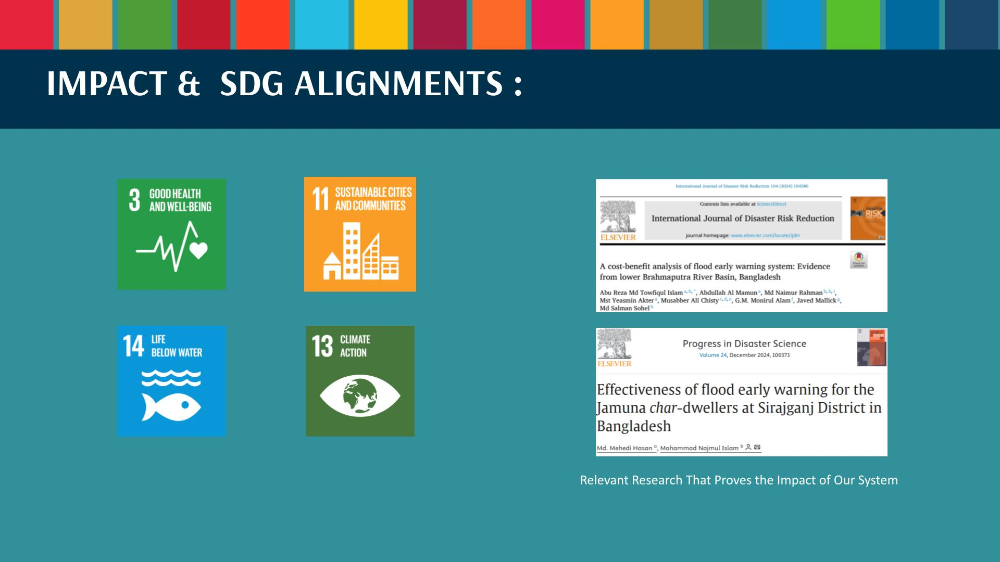 IMPACT & SDG ALIGNMENTS :
3 GOOD HEALTH
AND WELL-BEING
11 SUSTAINABLE CITIES
AND COMMUNITIES
14 LIFE
BELOW WATER
13 CLIMATE
ACTION
International Journal of Disaster Risk Reduction 104 (2024) 104380
Contents lists available at ScienceDirect
International Journal of Disaster Risk Reduction
journal homepage: www.elsevier.com/locate/ijdrr
ELSEVIER
DISASTER
RISK
Check for
updates
A cost-benefit analysis of flood early warning system: Evidence
from lower Brahmaputra River Basin, Bangladesh
Abu Reza Md Towfiqul Islam a, h, *, Abdullah Al Mamun a, Md Naimur Rahman b, h, i,
Mst Yeasmin Akter a, Musabber Ali Chisty c, d, e, G.M. Monirul Alam f, Javed Mallick g,
Md Salman Sohel h
ELSEVIER
Progress in Disaster Science
Volume 24, December 2024, 100373
Effectiveness of flood early warning for the
Jamuna char-dwellers at Sirajganj District in
Bangladesh
Md. Mehedi Hasan a, Mohammad Najmul Islam b
Relevant Research That Proves the Impact of Our System